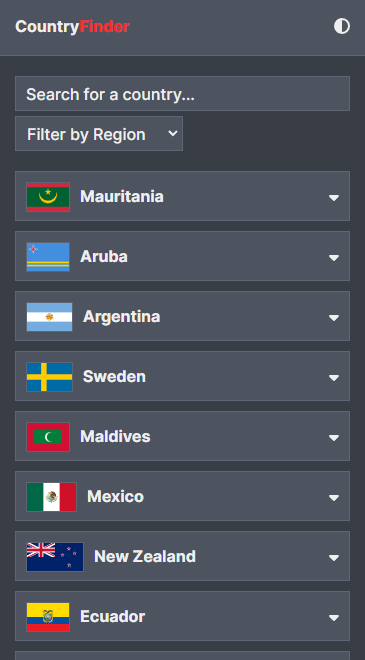 CountryFinder
Search for a country...
Filter by Region
Mauritania
Aruba
Argentina
Sweden
Maldives
Mexico
New Zealand
Ecuador